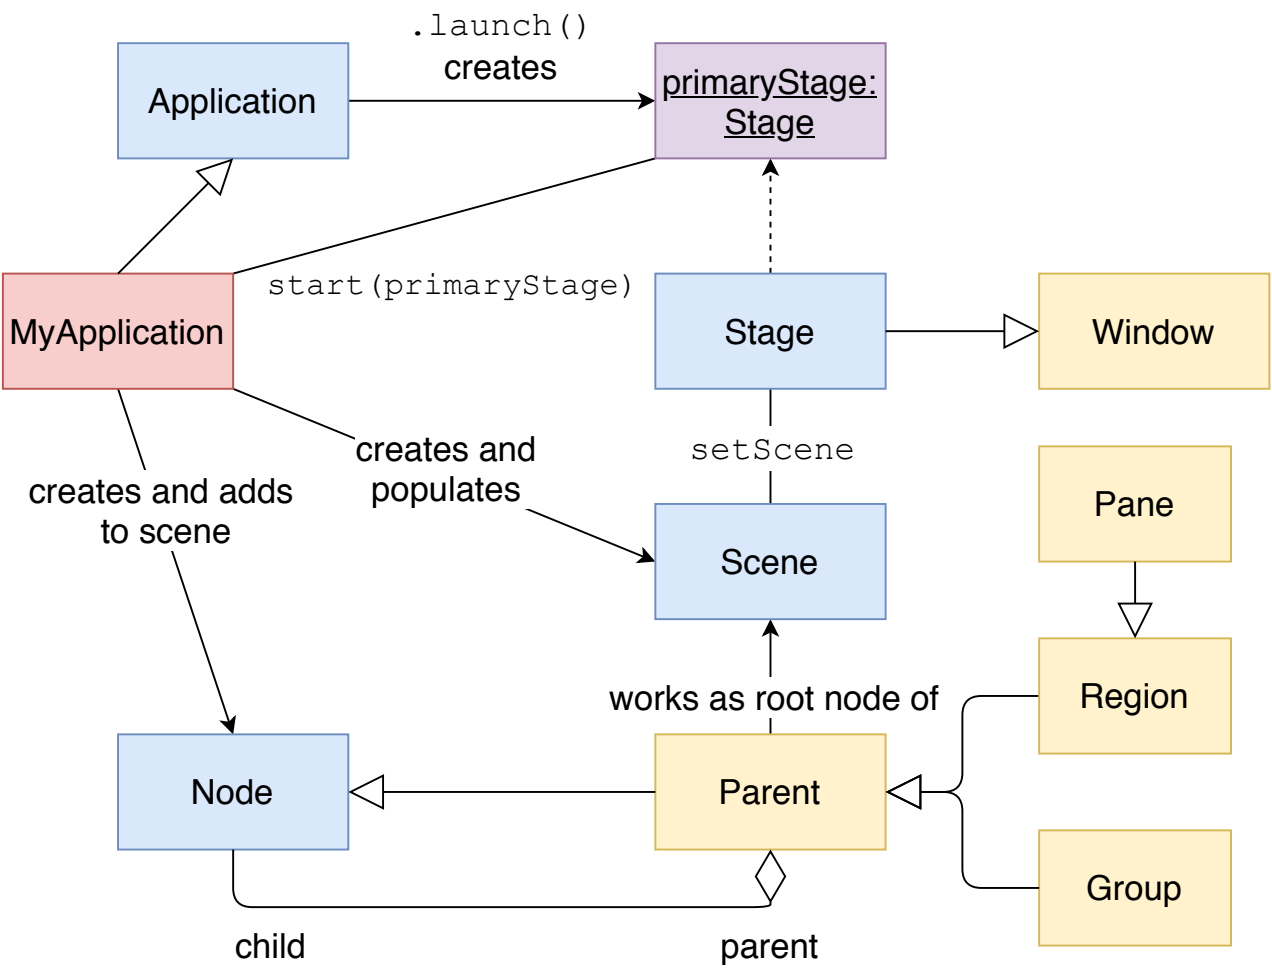 .launch()
creates
Application
primaryStage:
Stage
start(primaryStage)
MyApplication
Stage
Window
creates and
populates
setScene
creates and adds
to scene
Pane
Scene
works as root node of
Region
Node
Parent
Group
child
parent